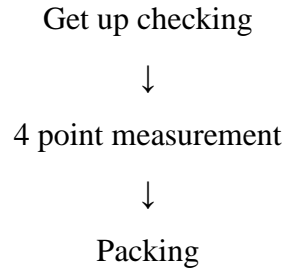 Get up checking
↓
4 point measurement
↓
Packing